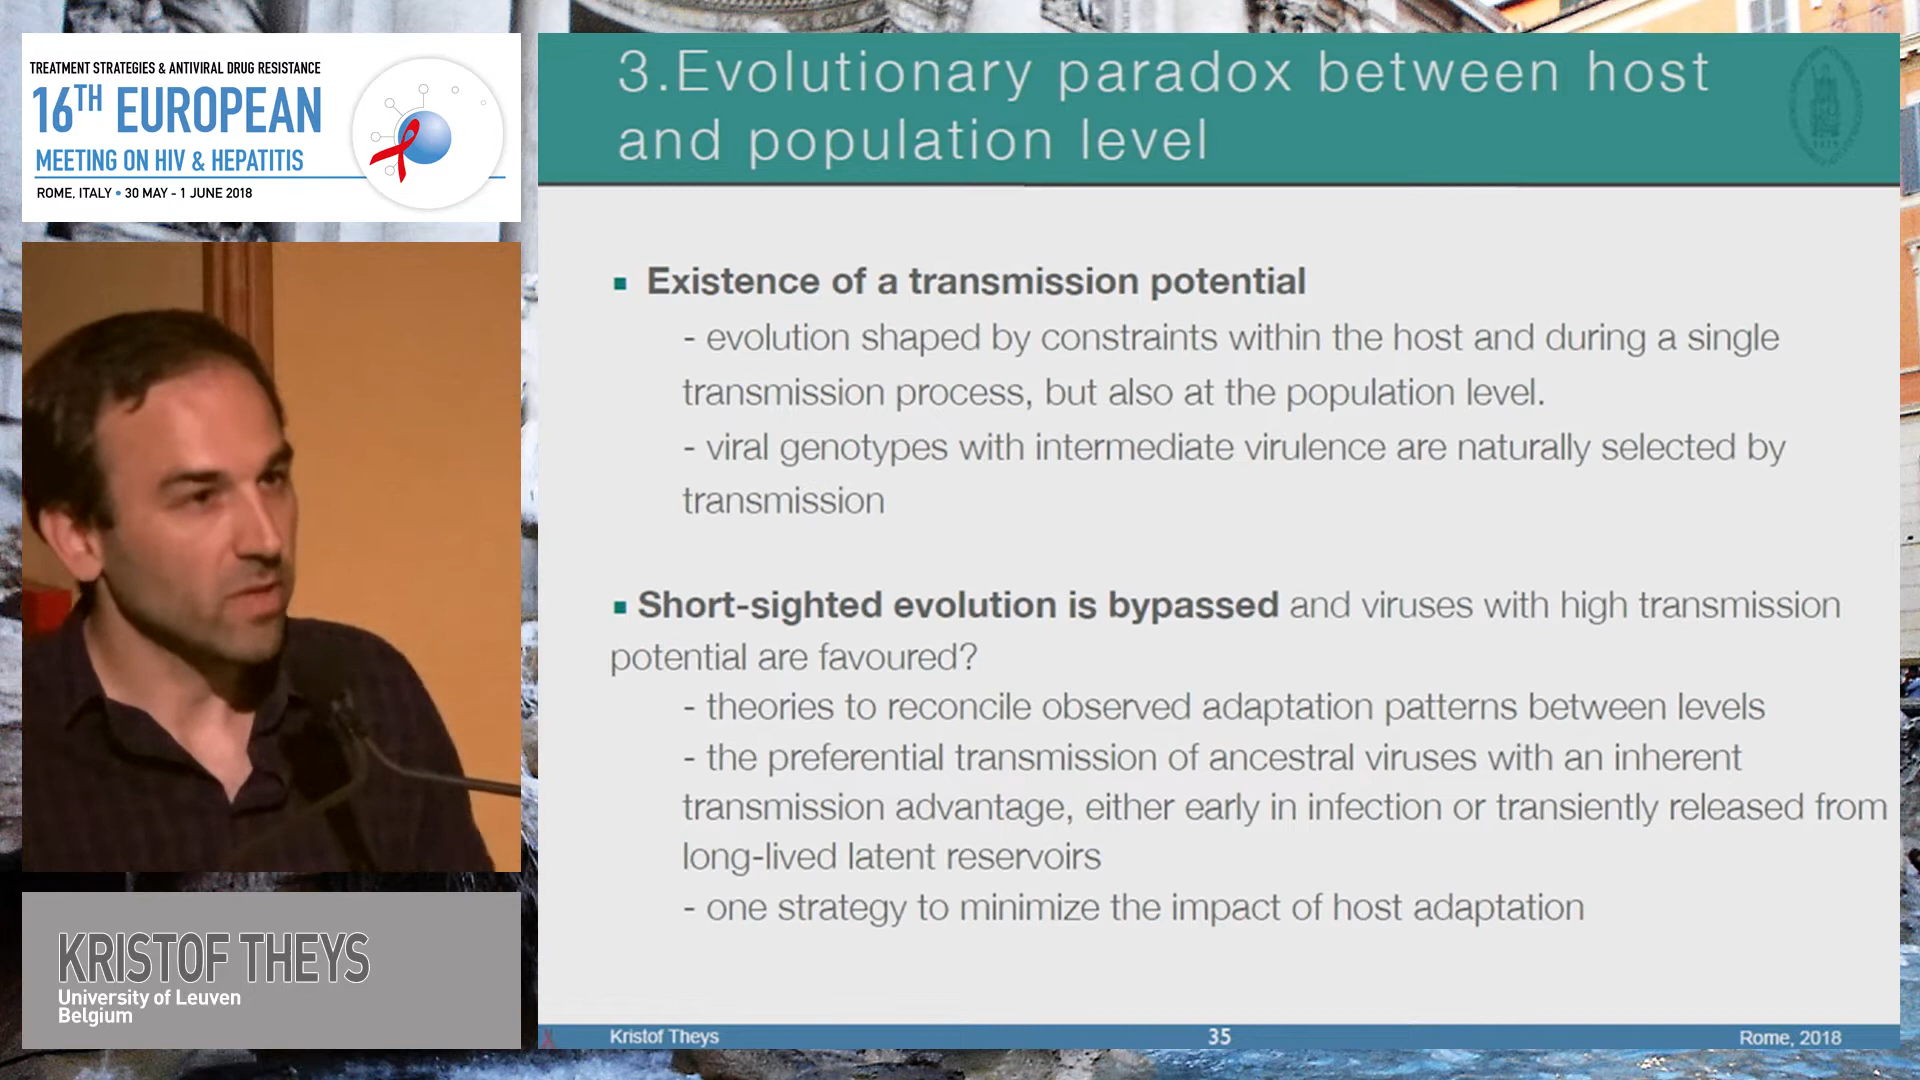 TREATMENT STRATEGIES & ANTIVIRAL DRUG RESISTANCE
16TH EUROPEAN
MEETING ON HIV & HEPATITIS
ROME, ITALY • 30 MAY - 1 JUNE 2018
3.Evolutionary paradox between host
and population level
▪ Existence of a transmission potential
- evolution shaped by constraints within the host and during a single
transmission process, but also at the population level.
- viral genotypes with intermediate virulence are naturally selected by
transmission
▪ Short-sighted evolution is bypassed and viruses with high transmission
potential are favoured?
- theories to reconcile observed adaptation patterns between levels
- the preferential transmission of ancestral viruses with an inherent
transmission advantage, either early in infection or transiently released from
long-lived latent reservoirs
- one strategy to minimize the impact of host adaptation
Kristof Theys
35
Rome, 2018
KRISTOF THEYS
University of Leuven
Belgium